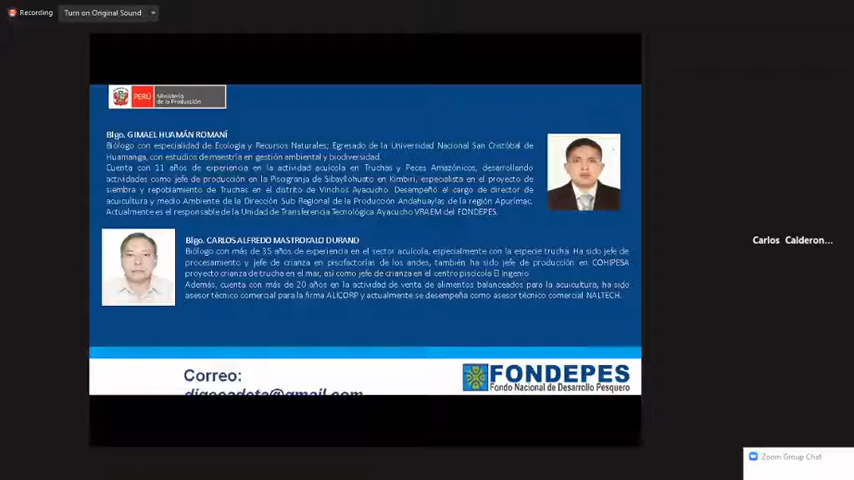 Recording
Turn on Original Sound
PERÚ
Ministerio
de la Producción
Blgo. GIMAEL HUAMÁN ROMANÍ
Biólogo con especialidad de Ecología y Recursos Naturales; Egresado de la Universidad Nacional San Cristóbal de
Huamanga, con estudios de maestría en gestión ambiental y biodiversidad.
Cuenta con 11 años de experiencia en la actividad acuícola en Truchas y Peces Amazónicos, desarrollando
actividades como jefe de producción en la Pisogranja de Sibayllohuato en Kimbiri, especialista en el proyecto de
siembra y repoblamiento de Truchas en el distrito de Vinchos Ayacucho. Desempeñó el cargo de director de
acuicultura y medio Ambiente de la Dirección Sub Regional de la Producción Andahuaylas de la región Apurímac.
Actualmente es el responsable de la Unidad de Transferencia Tecnológica Ayacucho VRAEM del FONDEPES.
Blgo. CARLOS ALFREDO MASTROKALO DURAND
Biólogo con más de 35 años de experiencia en el sector acuícola, especialmente con la especie trucha. Ha sido jefe de
procesamiento y jefe de crianza en piscifactorías de los andes, también ha sido jefe de producción en COHIPESA
proyecto crianza de trucha en el mar, así como jefe de crianza en el centro piscícola El Ingenio
Además, cuenta con más de 20 años en la actividad de venta de alimentos balanceados para la acuicultura, ha sido
asesor técnico comercial para la firma ALICORP y actualmente se desempeña como asesor técnico comercial NALTECH.
Carlos Calderon...
Correo:
digecadeta@gmail.com
FONDEPES
Fondo Nacional de Desarrollo Pesquero
Zoom Group Chat